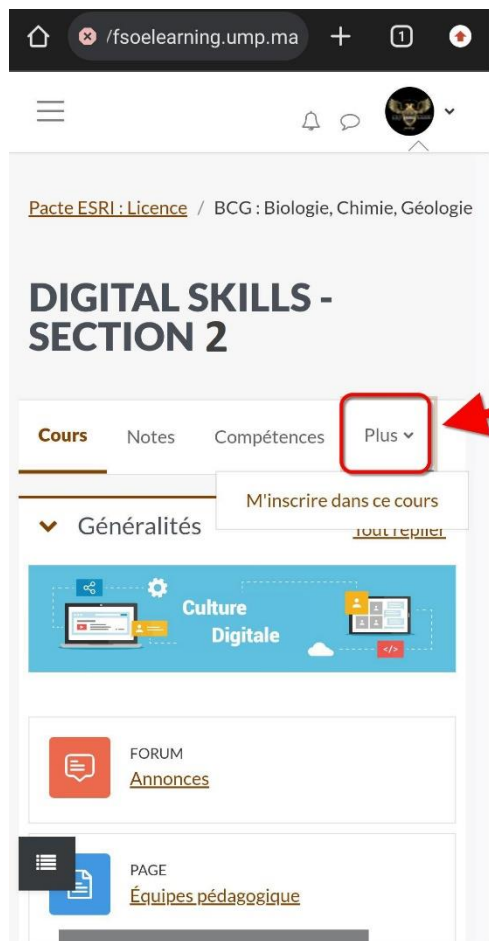 /fsoelearning.ump.ma
1
Pacte ESRI : Licence / BCG : Biologie, Chimie, Géologie
DIGITAL SKILLS -
SECTION 2
Cours Notes Compétences Plus
M'inscrire dans ce cours
Généralités Tout replier
Culture
Digitale
</>
FORUM
Annonces
PAGE
Équipes pédagogique